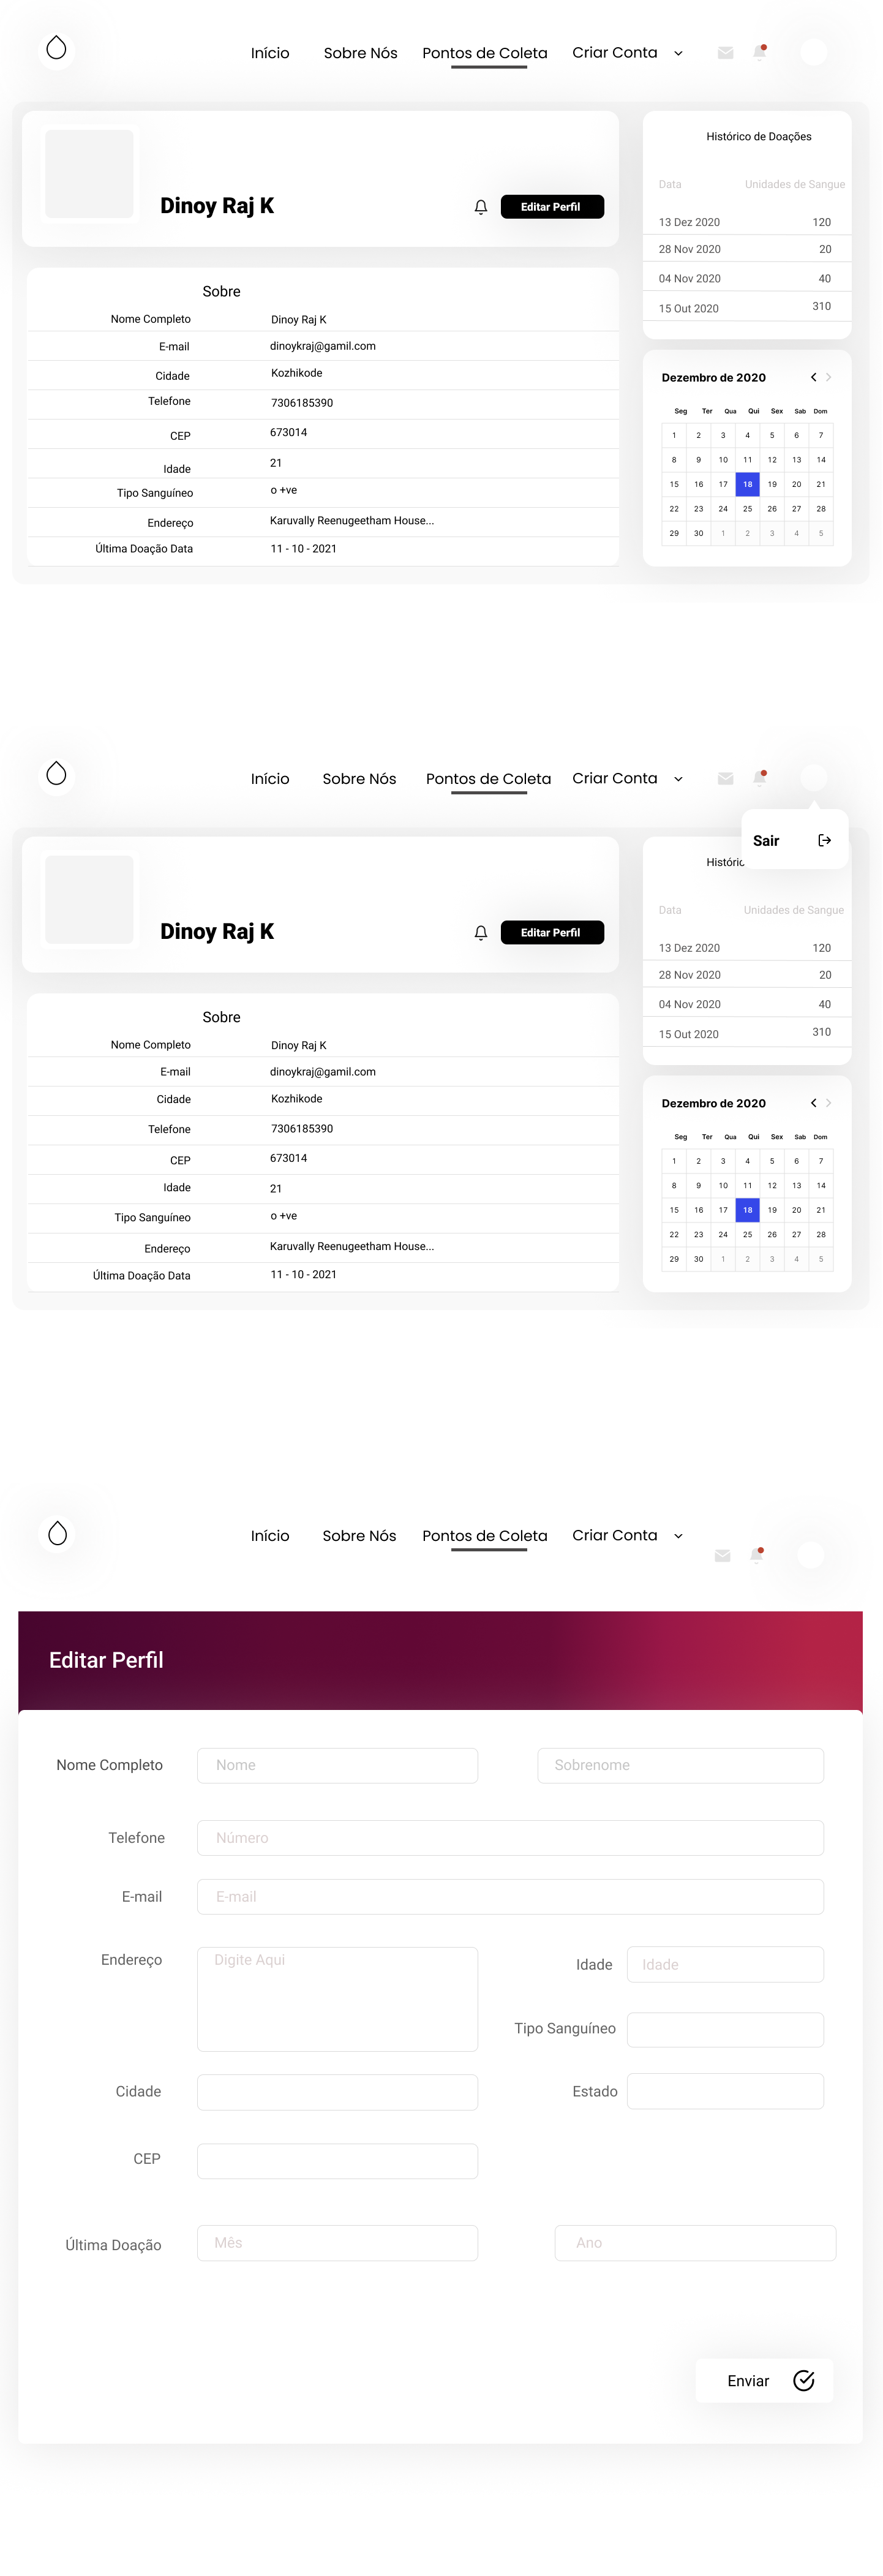 Início Sobre Nós Pontos de Coleta Criar Conta
Dinoy Raj K
Editar Perfil
Sobre
Nome Completo Dinoy Raj K
E-mail dinoykraj@gamil.com
Cidade Kozhikode
Telefone 7306185390
CEP 673014
Idade 21
Tipo Sanguíneo o +ve
Endereço Karuvally Reenugeetham House...
Última Doação Data 11 - 10 - 2021
Histórico de Doações
Data Unidades de Sangue
13 Dez 2020 120
28 Nov 2020 20
04 Nov 2020 40
15 Out 2020 310
Dezembro de 2020
Seg Ter Qua Qui Sex Sab Dom
1 2 3 4 5 6 7
8 9 10 11 12 13 14
15 16 17 18 19 20 21
22 23 24 25 26 27 28
29 30 1 2 3 4 5
Início Sobre Nós Pontos de Coleta Criar Conta
Sair
Dinoy Raj K
Editar Perfil
Sobre
Nome Completo Dinoy Raj K
E-mail dinoykraj@gamil.com
Cidade Kozhikode
Telefone 7306185390
CEP 673014
Idade 21
Tipo Sanguíneo o +ve
Endereço Karuvally Reenugeetham House...
Última Doação Data 11 - 10 - 2021
Históric
Data Unidades de Sangue
13 Dez 2020 120
28 Nov 2020 20
04 Nov 2020 40
15 Out 2020 310
Dezembro de 2020
Seg Ter Qua Qui Sex Sab Dom
1 2 3 4 5 6 7
8 9 10 11 12 13 14
15 16 17 18 19 20 21
22 23 24 25 26 27 28
29 30 1 2 3 4 5
Início Sobre Nós Pontos de Coleta Criar Conta
Editar Perfil
Nome Completo Nome Sobrenome
Telefone Número
E-mail E-mail
Endereço Digite Aqui
Idade Idade
Tipo Sanguíneo
Cidade Estado
CEP
Última Doação Mês Ano
Enviar